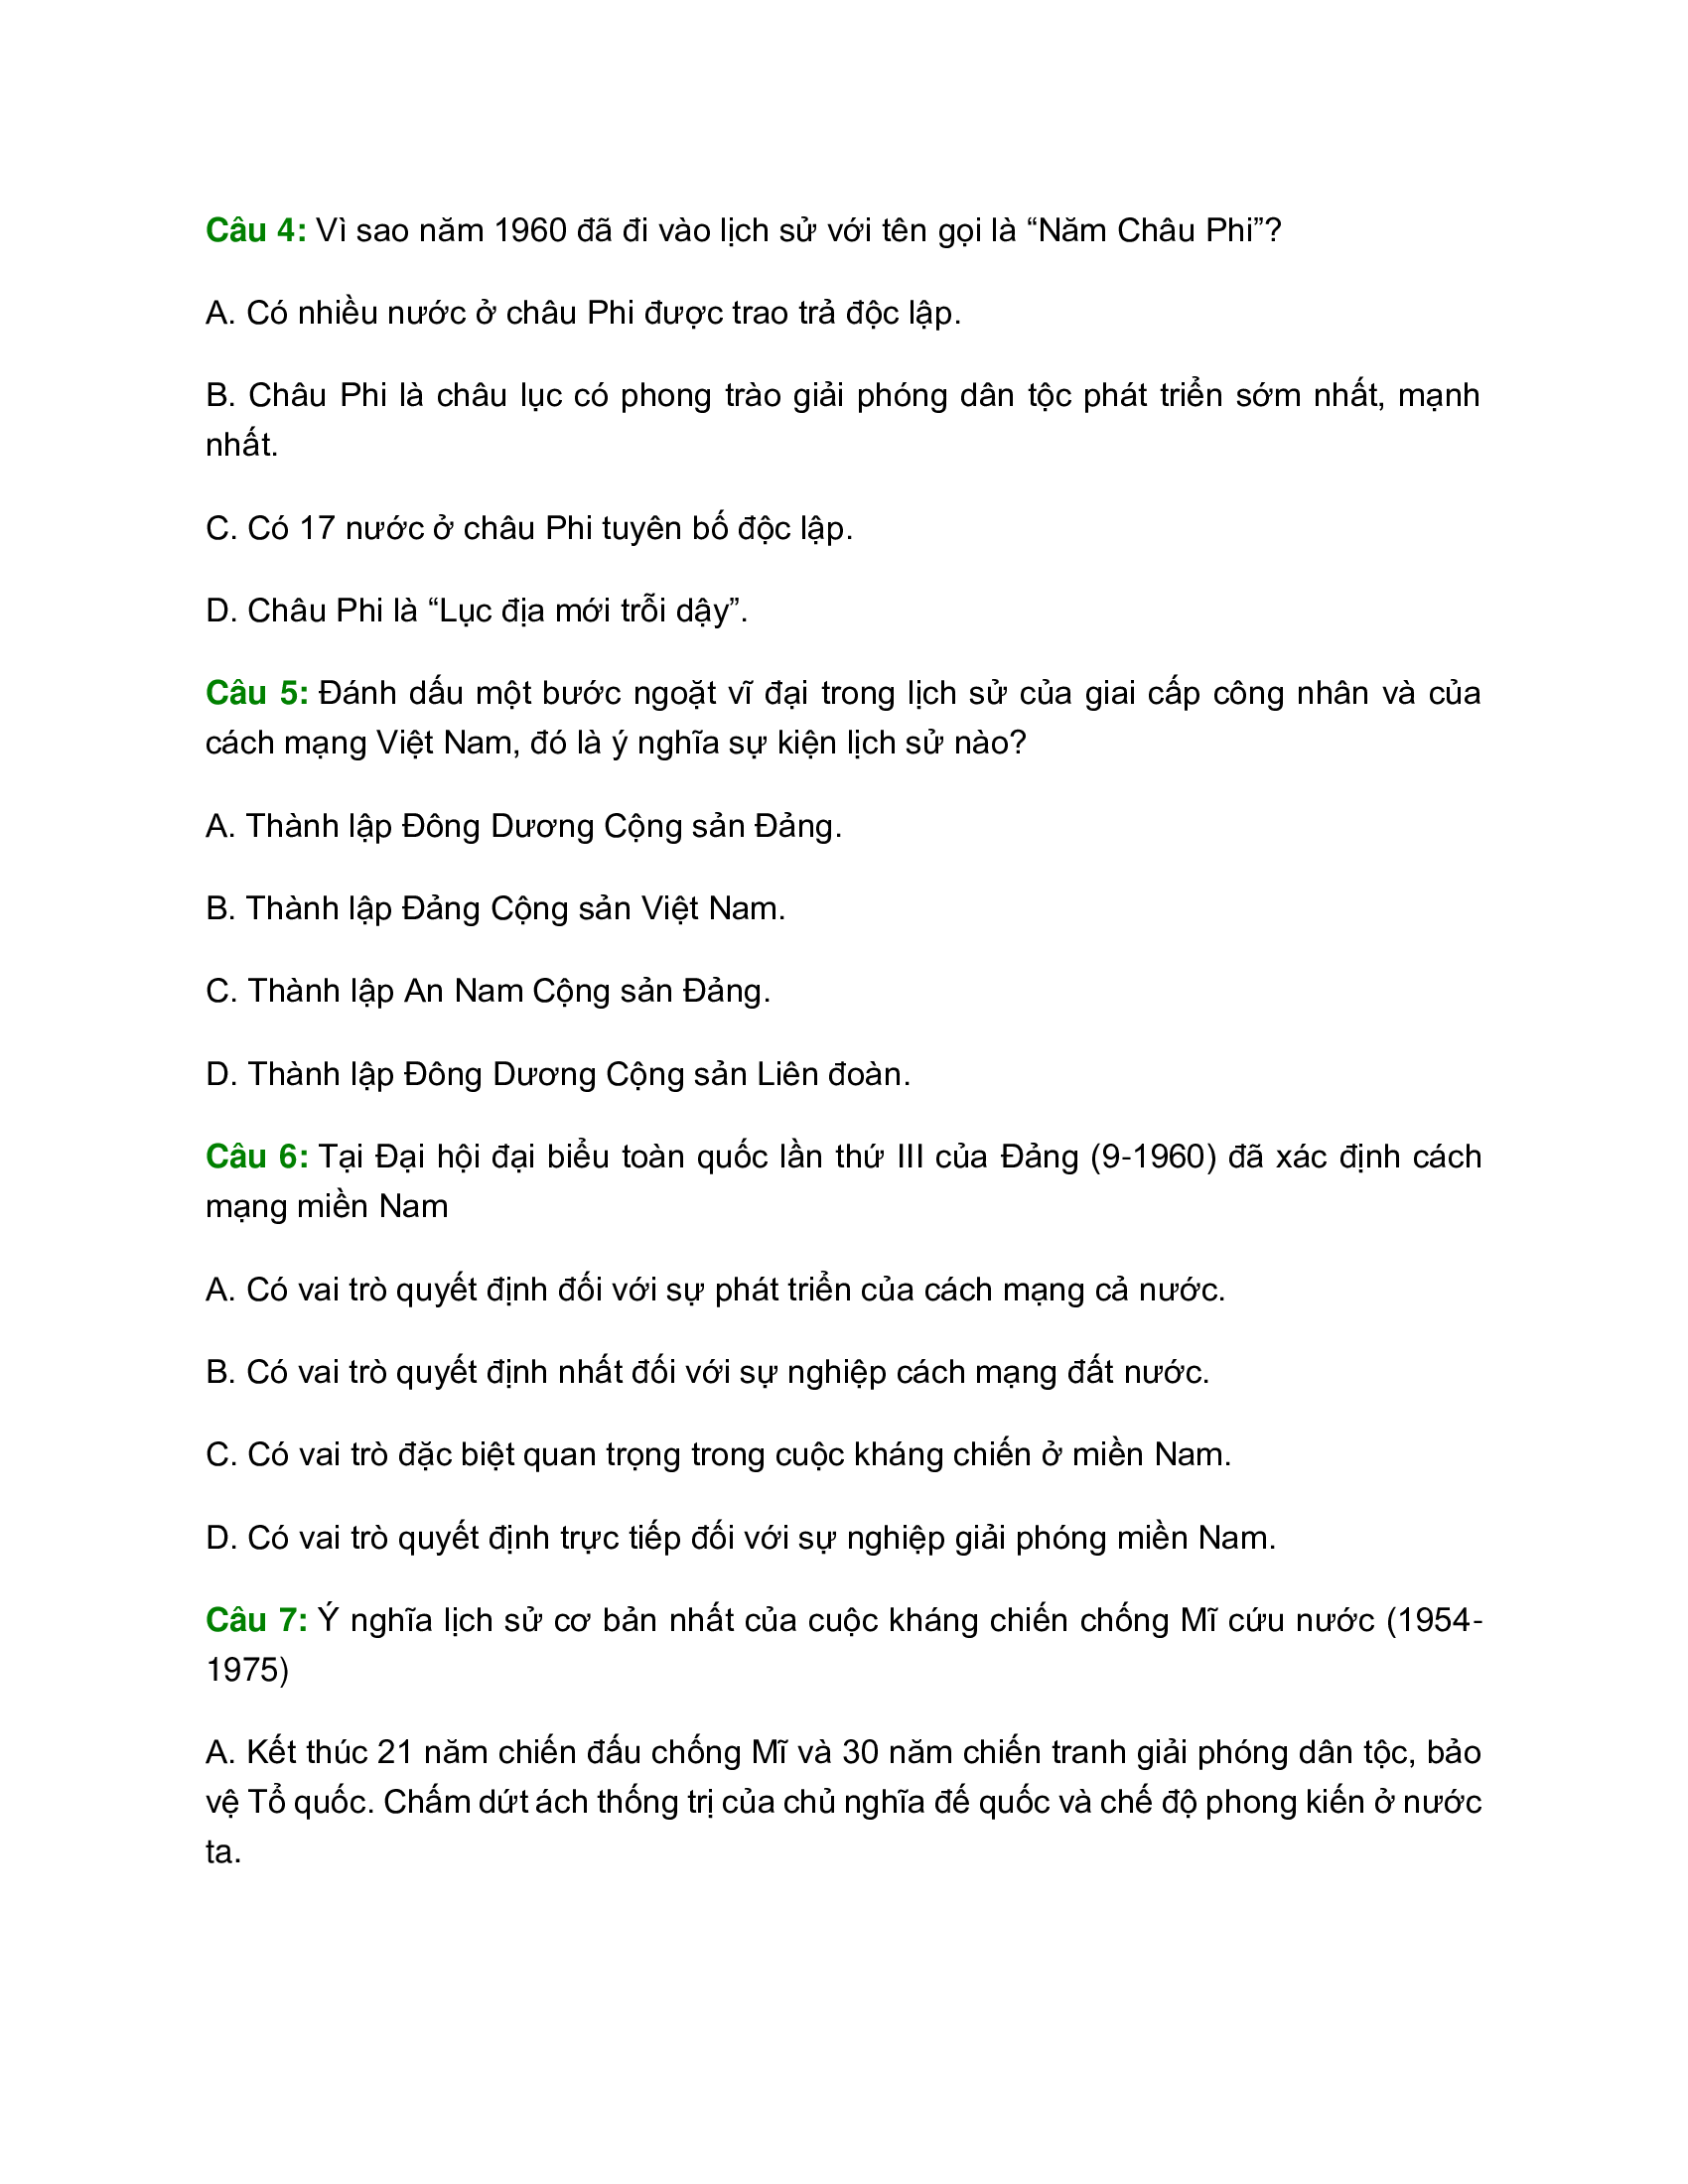 Câu 4: Vì sao năm 1960 đã đi vào lịch sử với tên gọi là “Năm Châu Phi”?
A. Có nhiều nước ở châu Phi được trao trả độc lập.
B. Châu Phi là châu lục có phong trào giải phóng dân tộc phát triển sớm nhất, mạnh
nhất.
C. Có 17 nước ở châu Phi tuyên bố độc lập.
D. Châu Phi là “Lục địa mới trỗi dậy”.
Câu 5: Đánh dấu một bước ngoặt vĩ đại trong lịch sử của giai cấp công nhân và của
cách mạng Việt Nam, đó là ý nghĩa sự kiện lịch sử nào?
A. Thành lập Đông Dương Cộng sản Đảng.
B. Thành lập Đảng Cộng sản Việt Nam.
C. Thành lập An Nam Cộng sản Đảng.
D. Thành lập Đông Dương Cộng sản Liên đoàn.
Câu 6: Tại Đại hội đại biểu toàn quốc lần thứ III của Đảng (9-1960) đã xác định cách
mạng miền Nam
A. Có vai trò quyết định đối với sự phát triển của cách mạng cả nước.
B. Có vai trò quyết định nhất đối với sự nghiệp cách mạng đất nước.
C. Có vai trò đặc biệt quan trọng trong cuộc kháng chiến ở miền Nam.
D. Có vai trò quyết định trực tiếp đối với sự nghiệp giải phóng miền Nam.
Câu 7: Ý nghĩa lịch sử cơ bản nhất của cuộc kháng chiến chống Mĩ cứu nước (1954-
1975)
A. Kết thúc 21 năm chiến đấu chống Mĩ và 30 năm chiến tranh giải phóng dân tộc, bảo
vệ Tổ quốc. Chấm dứt ách thống trị của chủ nghĩa đế quốc và chế độ phong kiến ở nước
ta.